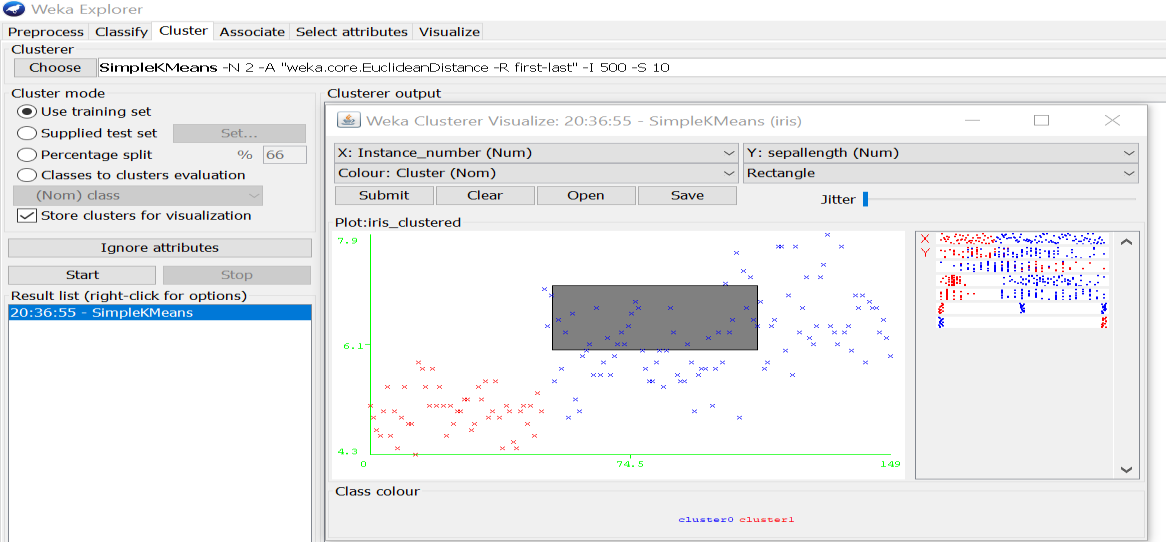 Weka Explorer
Preprocess Classify Cluster Associate Select attributes Visualize
Clusterer
Choose SimpleKMeans -N 2 -A "weka.core.EuclideanDistance -R first-last" -I 500 -S 10
Cluster mode
Use training set
Supplied test set Set...
Percentage split % 66
Classes to clusters evaluation
(Nom) class
Store clusters for visualization
Ignore attributes
Start Stop
Result list (right-click for options)
20:36:55 - SimpleKMeans
Clusterer output
Weka Clusterer Visualize: 20:36:55 - SimpleKMeans (iris)
X: Instance_number (Num) Y: sepallength (Num)
Colour: Cluster (Nom) Rectangle
Submit Clear Open Save Jitter
Plot:iris_clustered
7.9
6.1
4.3
0 74.5 149
X
Y
Class colour
cluster0 cluster1